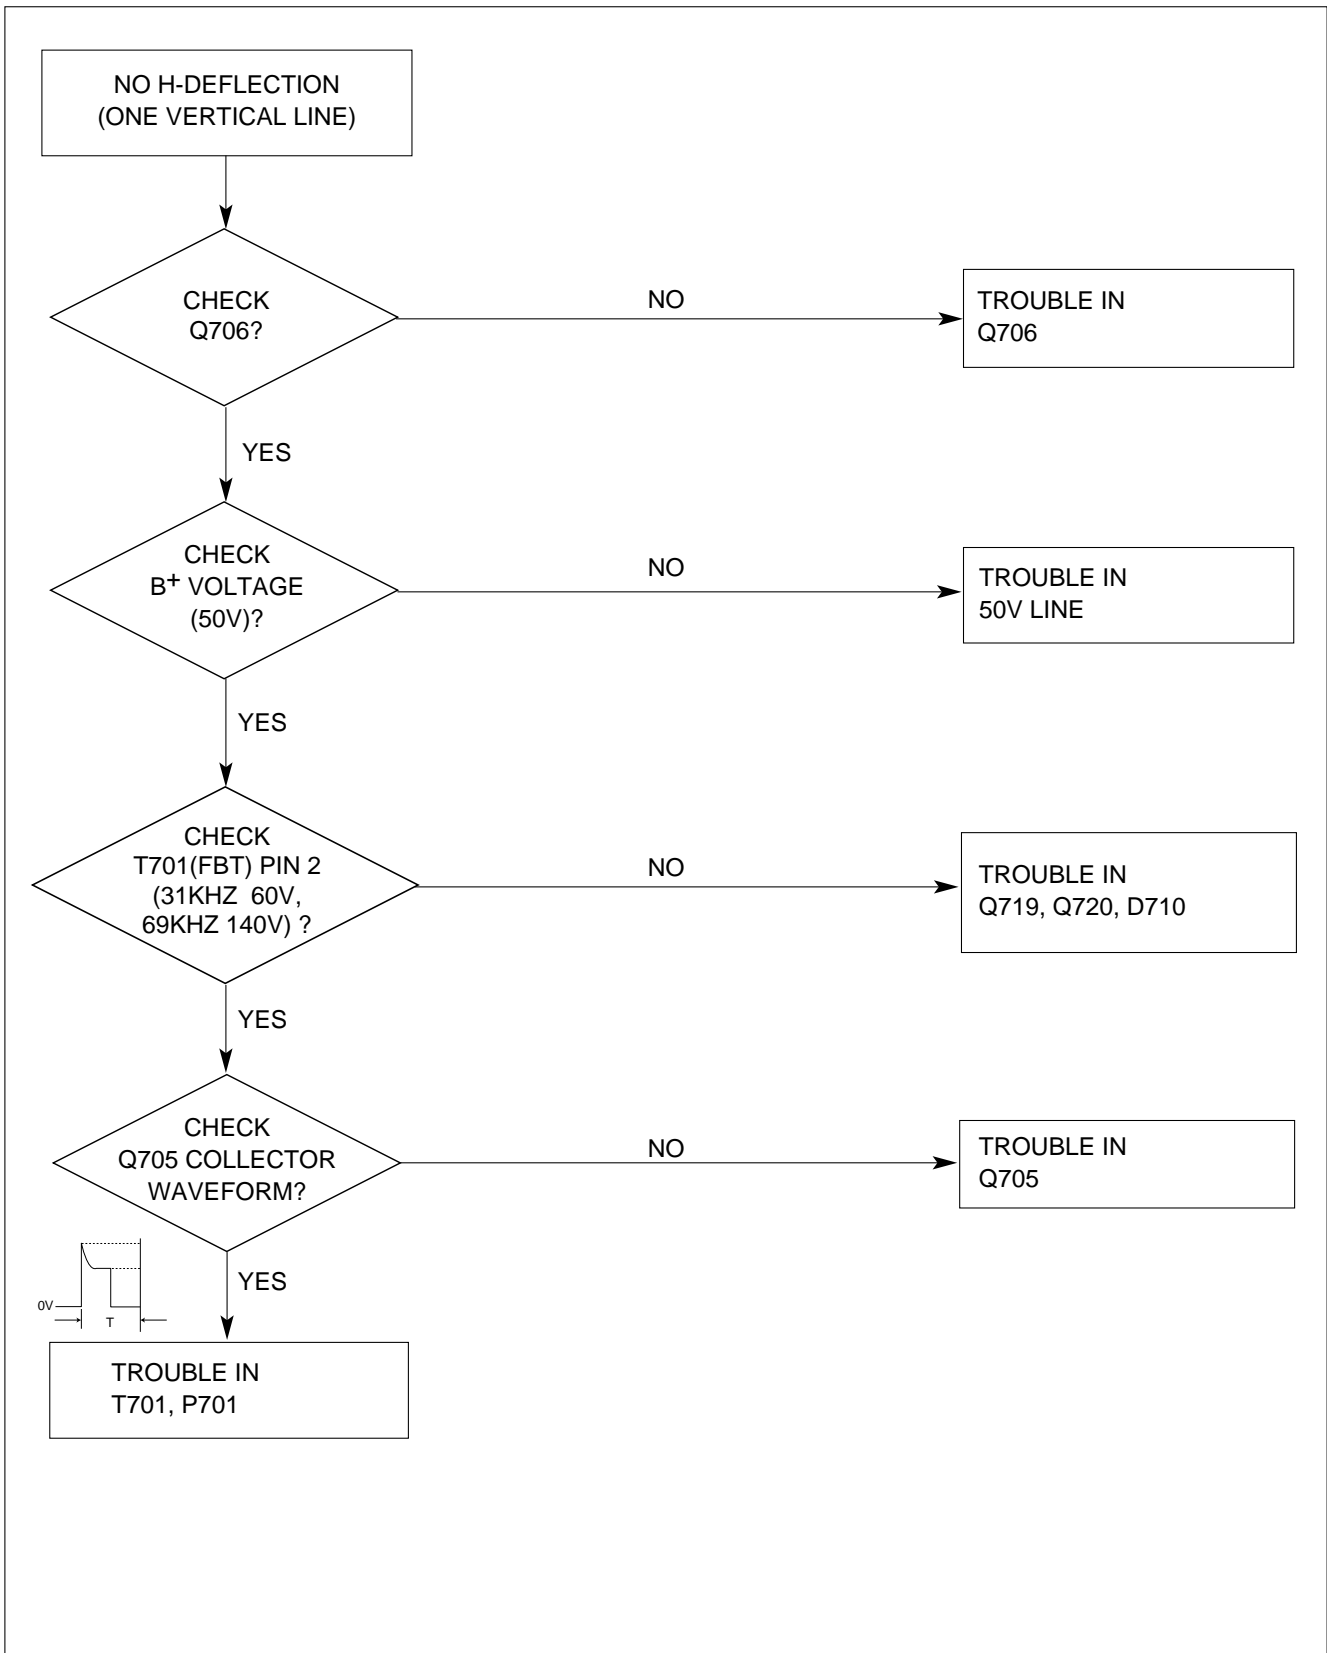 NO H-DEFLECTION
(ONE VERTICAL LINE)
CHECK
Q706?
NO
TROUBLE IN
Q706
YES
CHECK
B+ VOLTAGE
(50V)?
NO
TROUBLE IN
50V LINE
YES
CHECK
T701(FBT) PIN 2
(31KHZ  60V,
69KHZ 140V) ?
NO
TROUBLE IN
Q719, Q720, D710
YES
CHECK
Q705 COLLECTOR
WAVEFORM?
NO
TROUBLE IN
Q705
YES
0V
T
TROUBLE IN
T701, P701